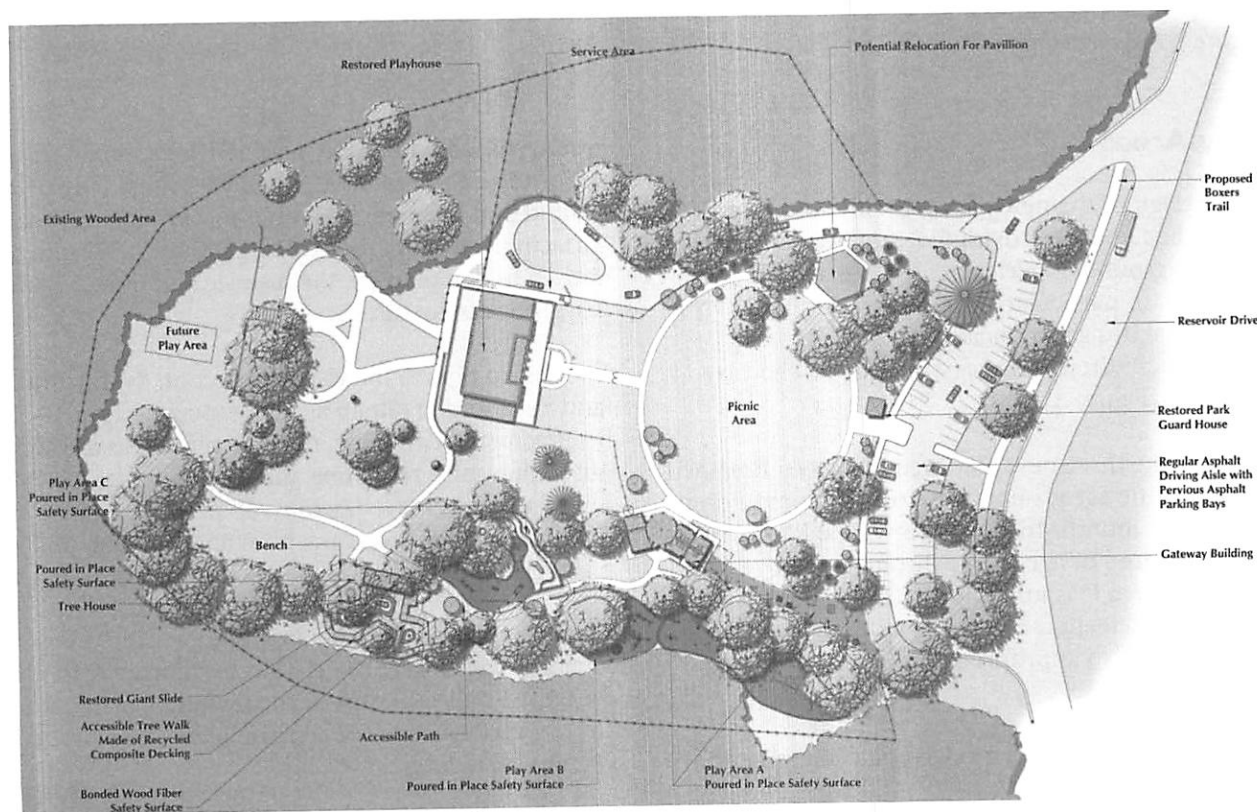 Service Area
Potential Relocation For Pavillion
Restored Playhouse
Proposed
Boxers
Trail
Existing Wooded Area
Reservoir Drive
Future
Play Area
Picnic
Area
Restored Park
Guard House
Regular Asphalt
Driving Aisle with
Pervious Asphalt
Parking Bays
Play Area C
Poured in Place
Safety Surface
Bench
Gateway Building
Poured in Place
Safety Surface
Tree House
Restored Giant Slide
Accessible Tree Walk
Made of Recycled
Composite Decking
Accessible Path
Play Area B
Poured in Place Safety Surface
Play Area A
Poured in Place Safety Surface
Bonded Wood Fiber
Safety Surface